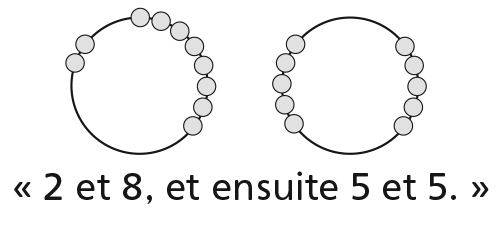 « 2 et 8, et ensuite 5 et 5. »